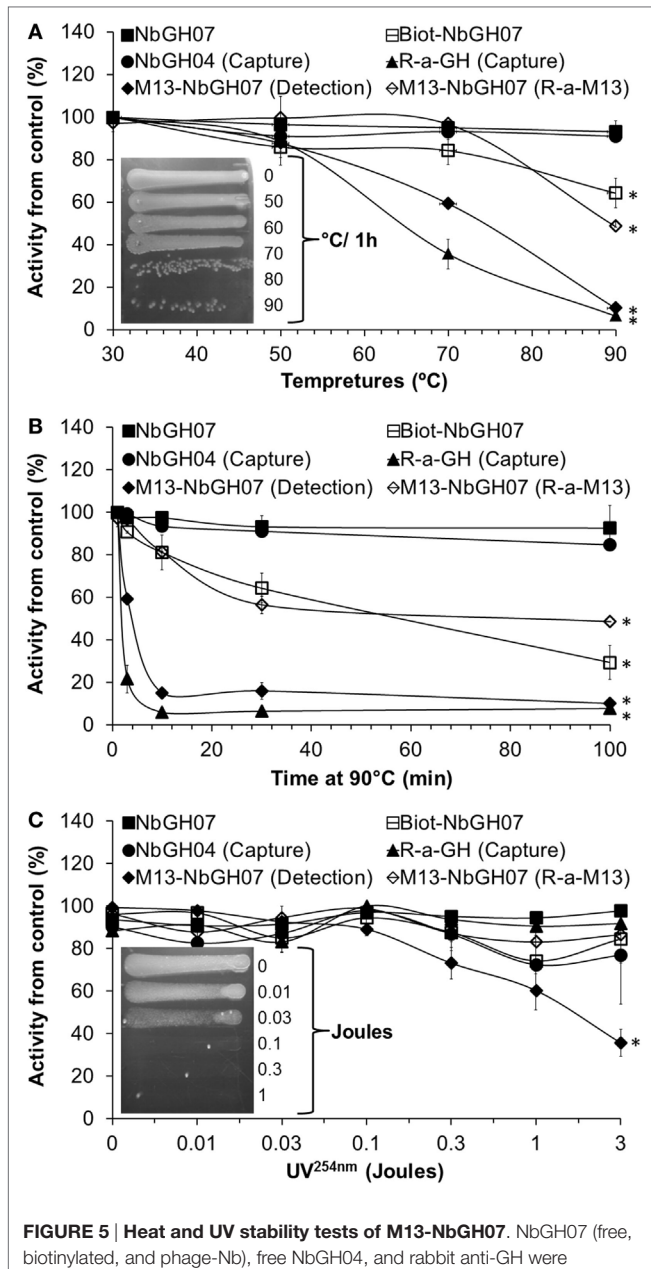 A
NbGH07
Biot-NbGH07
NbGH04 (Capture)
R-a-GH (Capture)
M13-NbGH07 (Detection)
M13-NbGH07 (R-a-M13)
Activity from control (%)
140
120
100
80
60
40
20
0
0
50
60
70
80
90
°C/ 1h
*
*
*
*
30
50
70
90
Tempretures (ºC)
B
NbGH07
Biot-NbGH07
NbGH04 (Capture)
R-a-GH (Capture)
M13-NbGH07 (Detection)
M13-NbGH07 (R-a-M13)
Activity from control (%)
140
120
100
80
60
40
20
0
*
*
*
*
0
20
40
60
80
100
Time at 90°C (min)
C
NbGH07
Biot-NbGH07
NbGH04 (Capture)
R-a-GH (Capture)
M13-NbGH07 (Detection)
M13-NbGH07 (R-a-M13)
Activity from control (%)
140
120
100
80
60
40
20
0
0
0.01
0.03
0.1
0.3
1
Joules
*
0
0.01
0.03
0.1
0.3
1
3
UV254nm (Joules)
FIGURE 5 | Heat and UV stability tests of M13-NbGH07. NbGH07 (free,
biotinylated, and phage-Nb), free NbGH04, and rabbit anti-GH were